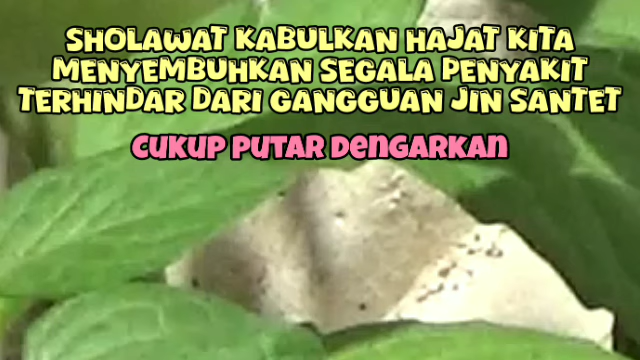 SHOLAWAT KABULKAN HAJAT KITA
MENYEMBUHKAN SEGALA PENYAKIT
TERHINDAR DARI GANGGUAN JIN SANTET
CUKUP PUTAR DENGARKAN